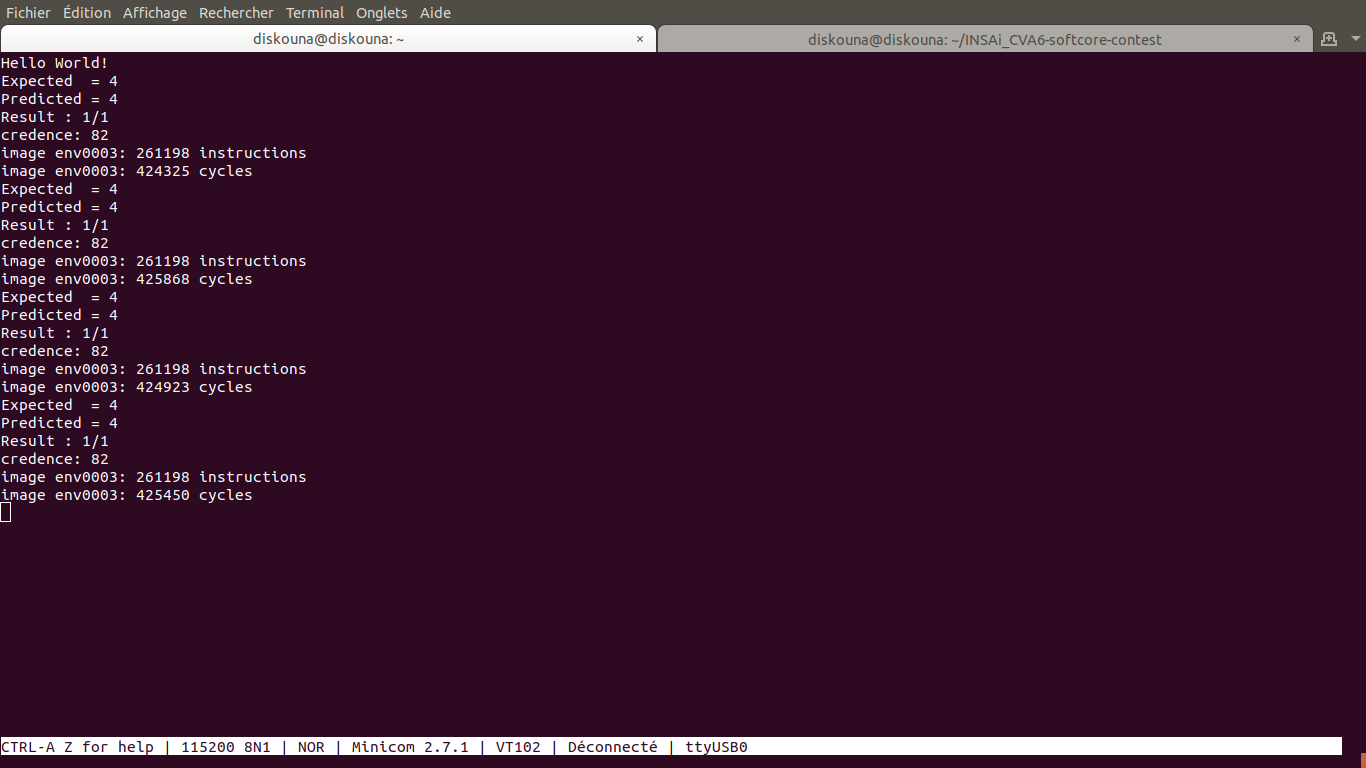 Fichier Édition Affichage Rechercher Terminal Onglets Aide
diskouna@diskouna: ~ × diskouna@diskouna: ~/INSAi_CVA6-softcore-contest ×
Hello World!
Expected  = 4
Predicted = 4
Result : 1/1
credence: 82
image env0003: 261198 instructions
image env0003: 424325 cycles
Expected  = 4
Predicted = 4
Result : 1/1
credence: 82
image env0003: 261198 instructions
image env0003: 425868 cycles
Expected  = 4
Predicted = 4
Result : 1/1
credence: 82
image env0003: 261198 instructions
image env0003: 424923 cycles
Expected  = 4
Predicted = 4
Result : 1/1
credence: 82
image env0003: 261198 instructions
image env0003: 425450 cycles
CTRL-A Z for help | 115200 8N1 | NOR | Minicom 2.7.1 | VT102 | Déconnecté | ttyUSB0